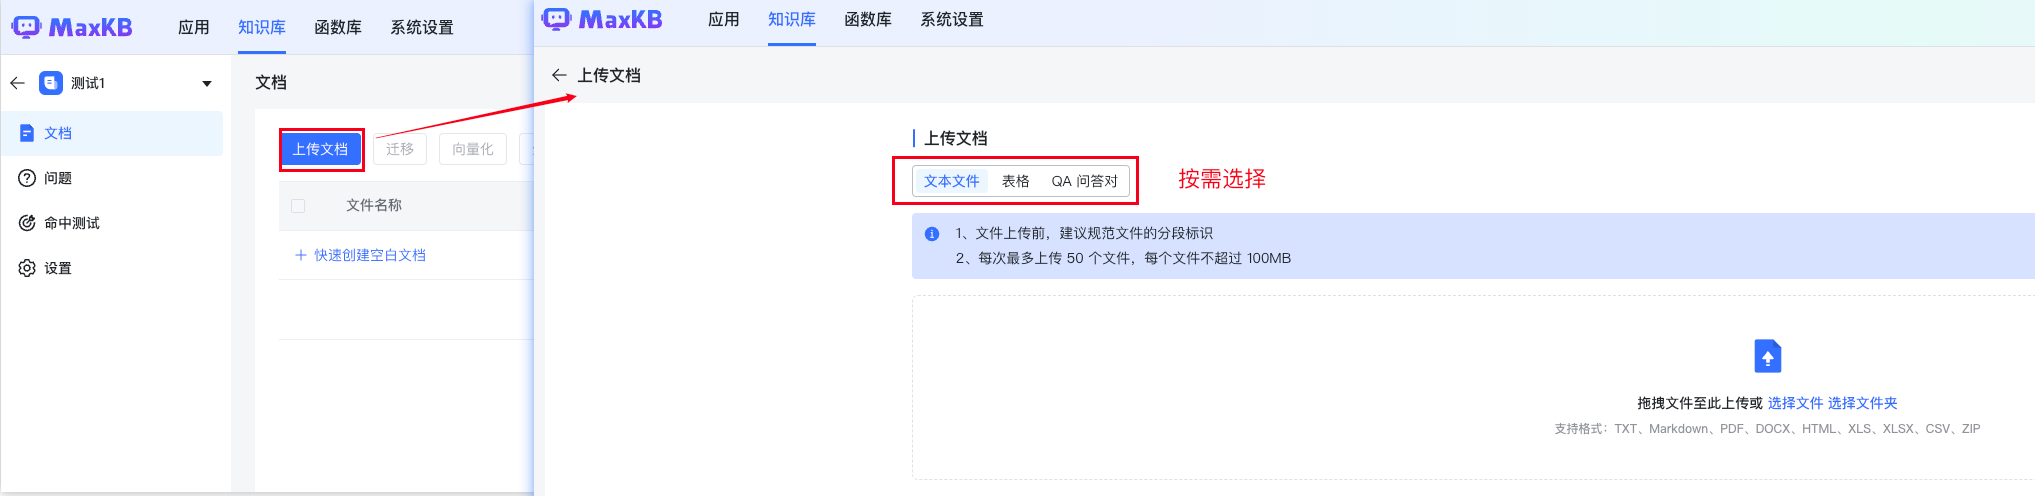 MaxKB
应用
知识库
函数库
系统设置
测试1
文档
问题
命中测试
设置
文档
上传文档
迁移
向量化
文件名称
快速创建空白文档
MaxKB
应用
知识库
函数库
系统设置
上传文档
上传文档
文本文件
表格
QA 问答对
按需选择
1、文件上传前，建议规范文件的分段标识
2、每次最多上传 50 个文件，每个文件不超过 100MB
拖拽文件至此上传或 选择文件 选择文件夹
支持格式：TXT、Markdown、PDF、DOCX、HTML、XLS、XLSX、CSV、ZIP